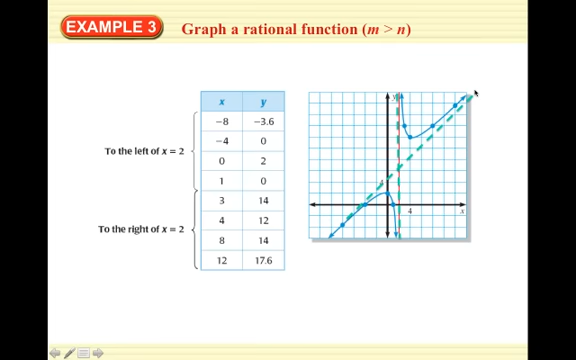 EXAMPLE 3 Graph a rational function (m > n)
x y
−8 −3.6
−4 0
0 2
1 0
3 14
4 12
8 14
12 17.6
To the left of x = 2
To the right of x = 2
y
4
x